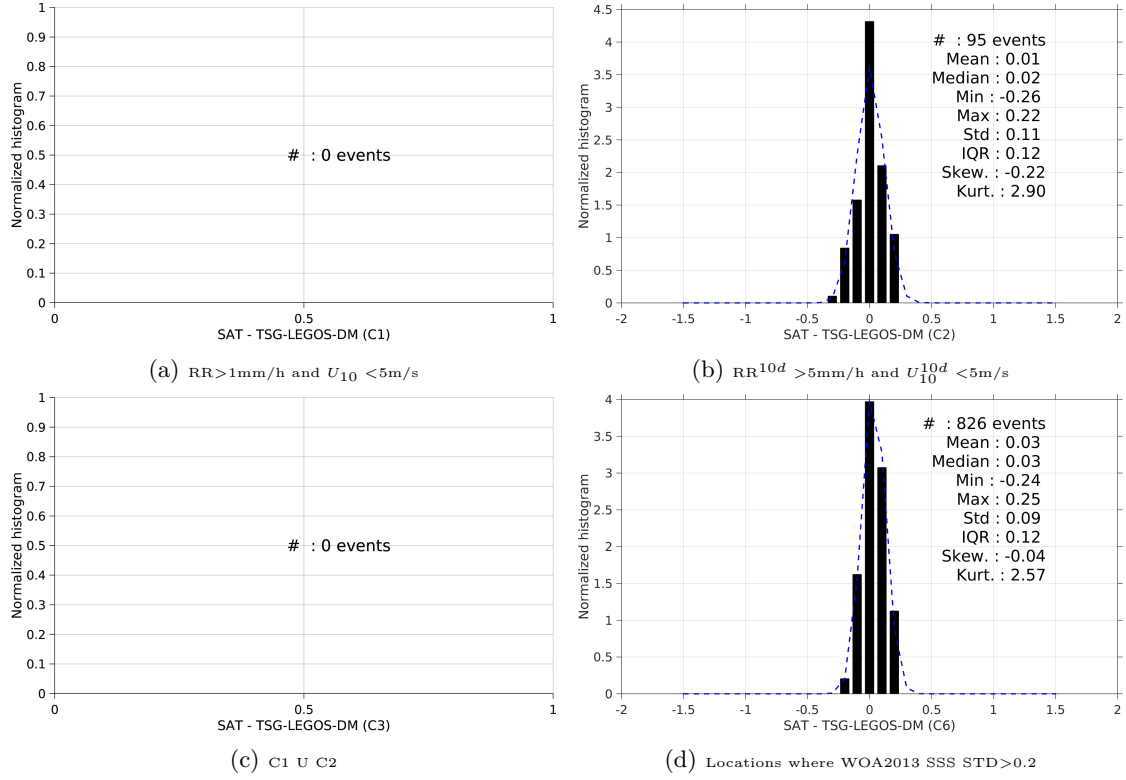 1
0.9
0.8
0.7
0.6
0.5
0.4
0.3
0.2
0.1
0
Normalized histogram
# : 0 events
0 0.5 1
SAT - TSG-LEGOS-DM (C1)
(a) RR>1mm/h and U10 <5m/s
4.5
4
3.5
3
2.5
2
1.5
1
0.5
0
Normalized histogram
# : 95 events
Mean : 0.01
Median : 0.02
Min : -0.26
Max : 0.22
Std : 0.11
IQR : 0.12
Skew. : -0.22
Kurt. : 2.90
-2 -1.5 -1 -0.5 0 0.5 1 1.5 2
SAT - TSG-LEGOS-DM (C2)
(b) RR10d >5mm/h and U10d10 <5m/s
1
0.9
0.8
0.7
0.6
0.5
0.4
0.3
0.2
0.1
0
Normalized histogram
# : 0 events
0 0.5 1
SAT - TSG-LEGOS-DM (C3)
(c) C1 U C2
4
3.5
3
2.5
2
1.5
1
0.5
0
Normalized histogram
# : 826 events
Mean : 0.03
Median : 0.03
Min : -0.24
Max : 0.25
Std : 0.09
IQR : 0.12
Skew. : -0.04
Kurt. : 2.57
-2 -1.5 -1 -0.5 0 0.5 1 1.5 2
SAT - TSG-LEGOS-DM (C6)
(d) Locations where WOA2013 SSS STD>0.2